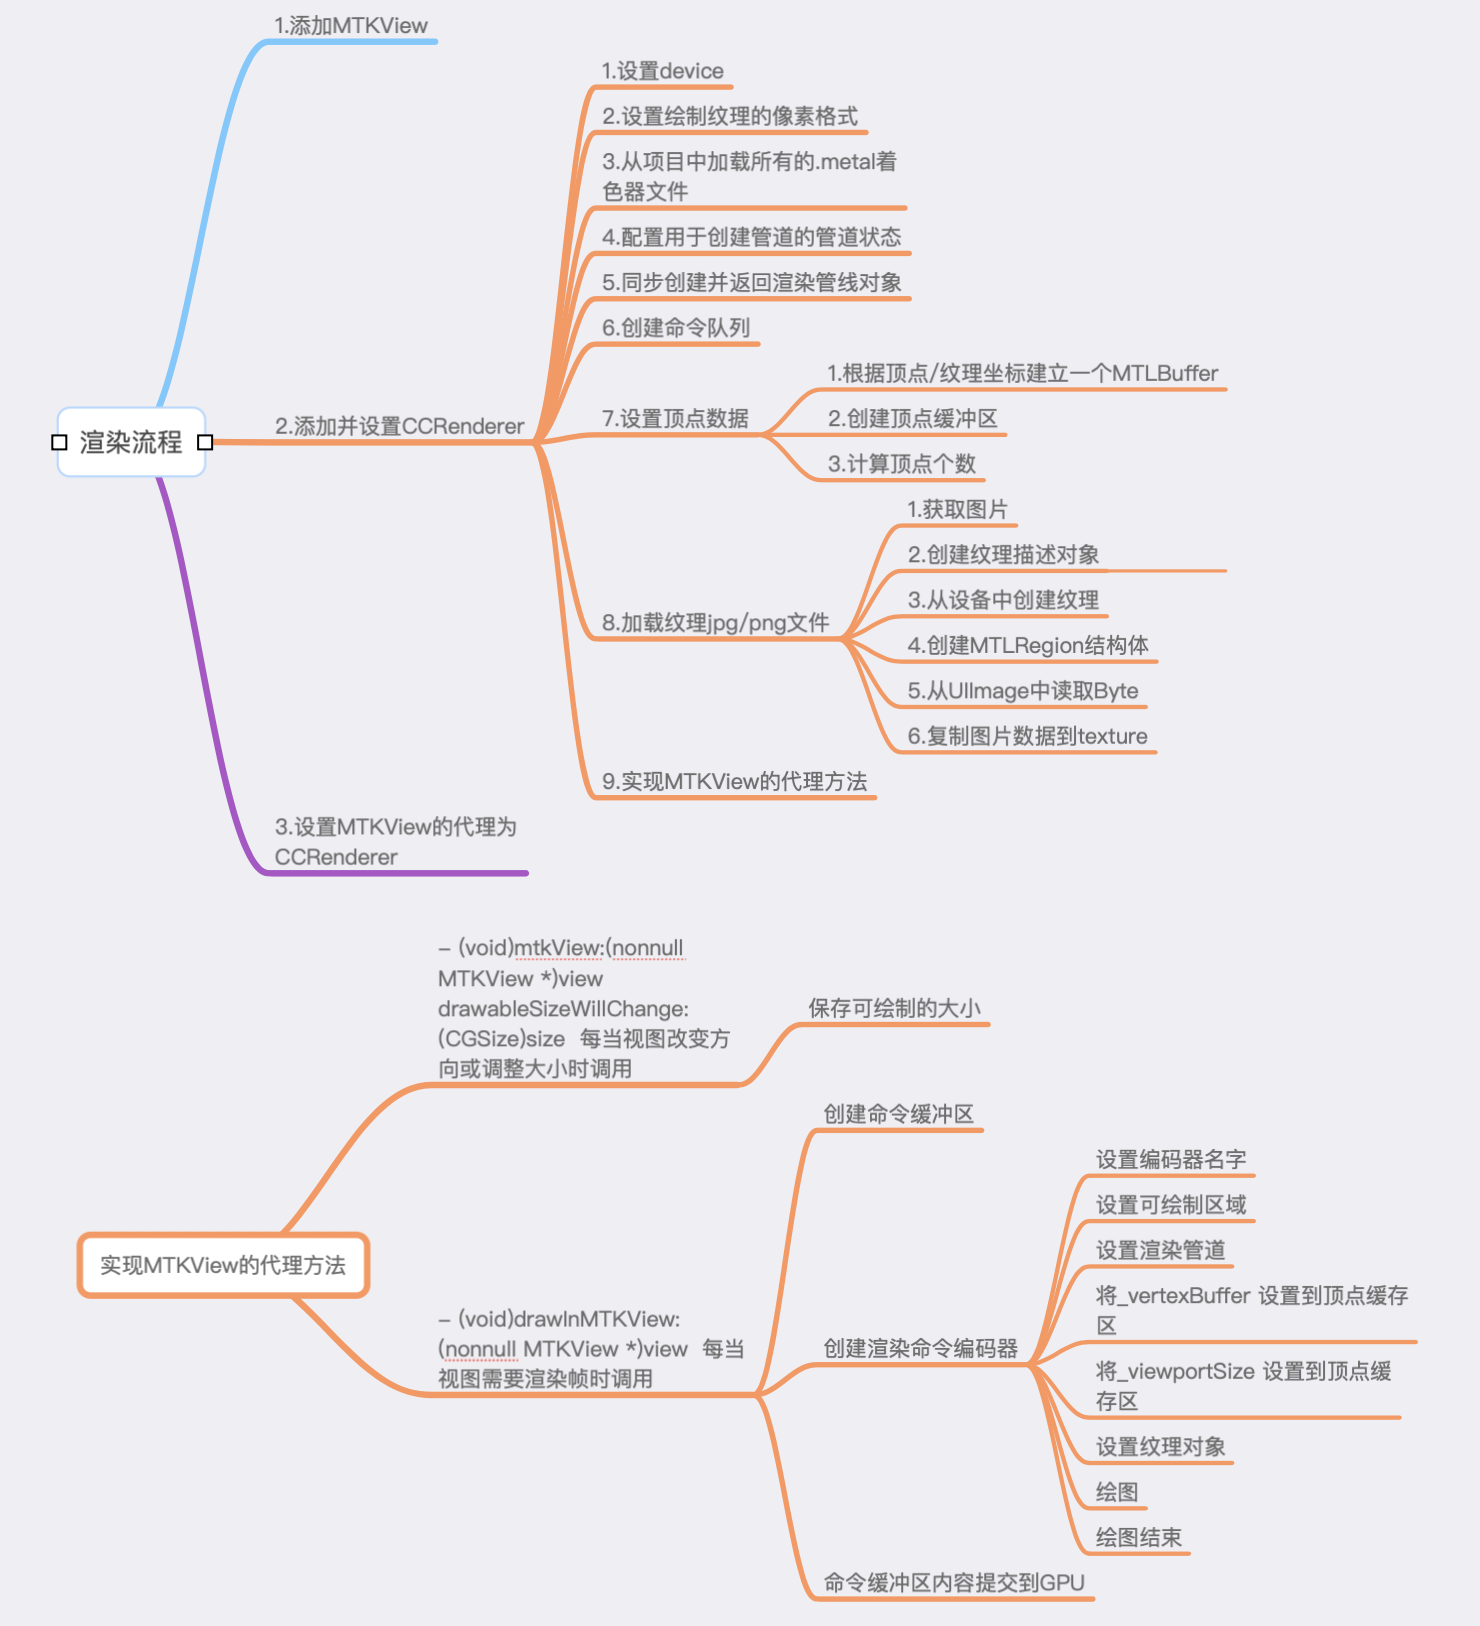 1.添加MTKView
1.设置device
2.设置绘制纹理的像素格式
3.从项目中加载所有的.metal着
色器文件
4.配置用于创建管道的管道状态
5.同步创建并返回渲染管线对象
6.创建命令队列
1.根据顶点/纹理坐标建立一个MTLBuffer
7.设置顶点数据
2.创建顶点缓冲区
3.计算顶点个数
渲染流程
2.添加并设置CCRenderer
1.获取图片
2.创建纹理描述对象
3.从设备中创建纹理
8.加载纹理jpg/png文件
4.创建MTLRegion结构体
5.从UIImage中读取Byte
6.复制图片数据到texture
9.实现MTKView的代理方法
3.设置MTKView的代理为
CCRenderer
– (void)mtkView:(nonnull
MTKView *)view
drawableSizeWillChange:
(CGSize)size  每当视图改变方
向或调整大小时调用
保存可绘制的大小
实现MTKView的代理方法
– (void)drawInMTKView:
(nonnull MTKView *)view  每当
视图需要渲染帧时调用
创建命令缓冲区
创建渲染命令编码器
设置编码器名字
设置可绘制区域
设置渲染管道
将_vertexBuffer 设置到顶点缓存
区
将_viewportSize 设置到顶点缓
存区
设置纹理对象
绘图
绘图结束
命令缓冲区内容提交到GPU